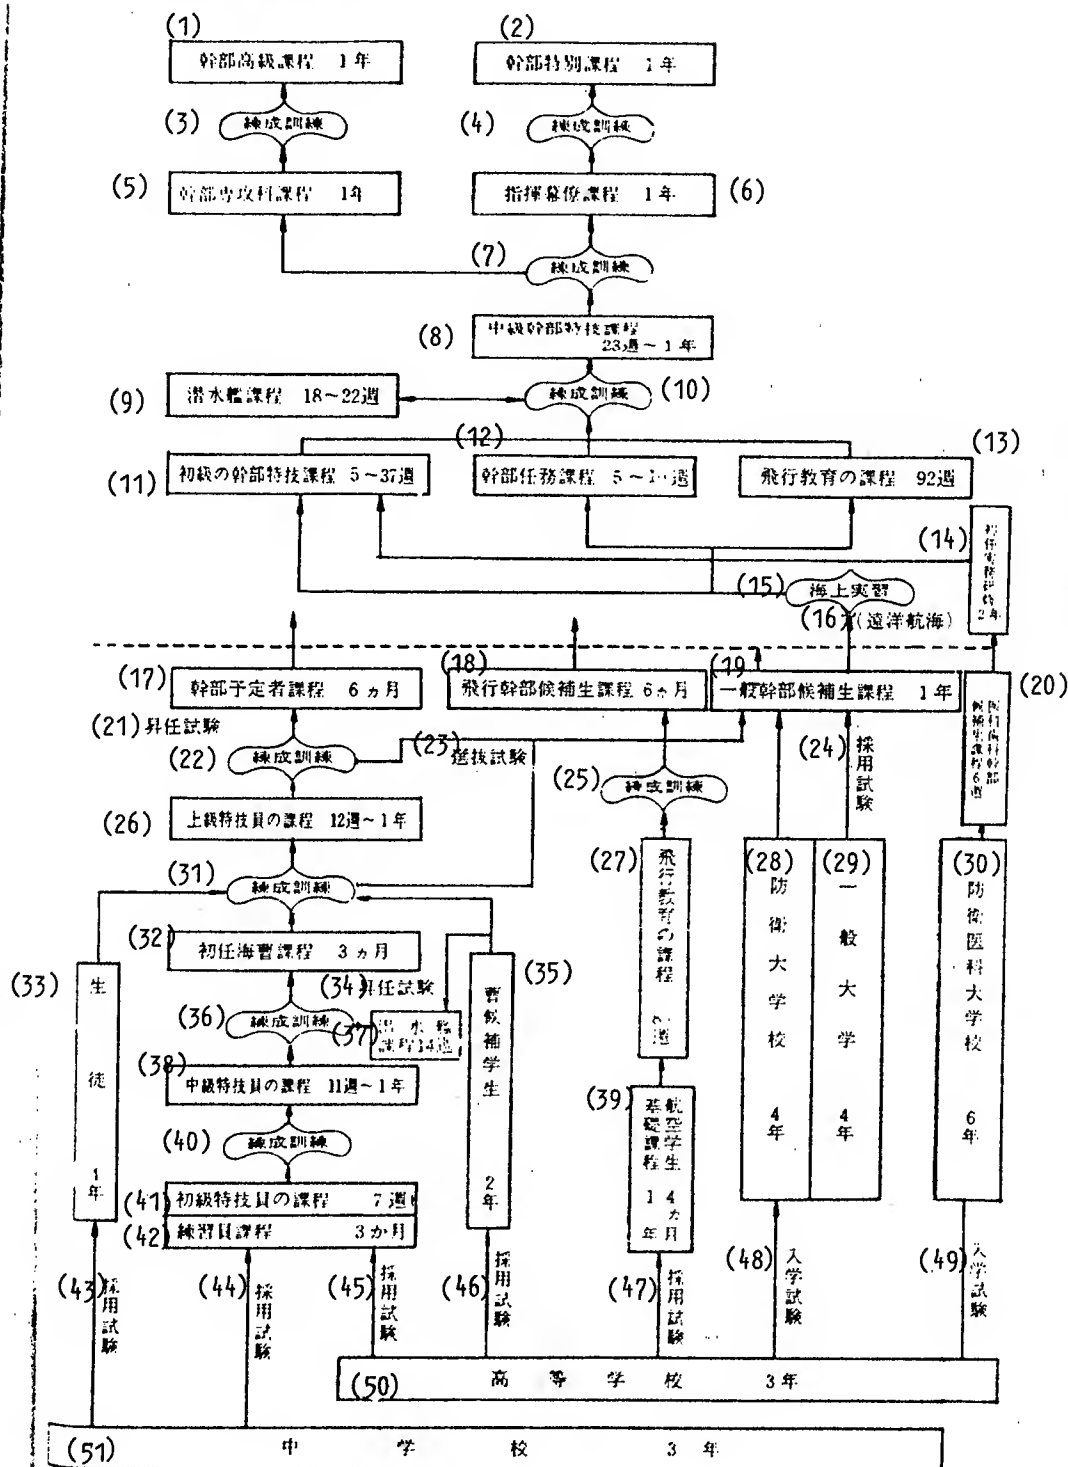 (1)
幹部高級課程 1年
(2)
幹部特別課程 1年
(3)
練成訓練
(4)
練成訓練
(5)
幹部専攻科課程 1年
指揮幕僚課程 1年
(6)
(7)
練成訓練
(8)
中級幹部特技課程
23週~1年
(9)
潜水艦課程 18~22週
練成訓練
(10)
(11)
初級の幹部特技課程 5~37週
(12)
幹部任務課程 5~ 週
(13)
飛行教育の課程 92週
(14)
2年
(15)
海上実習
(16)
(遠洋航海)
(17)
幹部予定者課程 6ヵ月
(18)
飛行幹部候補生課程 6ヵ月
(19)
一般幹部候補生課程 1年
(20)
医科歯科幹部
候補生課程6週
(21)
昇任試験
(22)
練成訓練
(23)
選抜試験
(24)
採用試験
(25)
練成訓練
(26)
上級特技員の課程 12週~1年
(27)
飛行教育の課程
週
(28)
防衛大学校 4年
(29)
一般大学 4年
(30)
防衛医科大学校 6年
(31)
練成訓練
(32)
初任海曹課程 3ヵ月
(33)
生徒 1年
(34)
昇任試験
(35)
曹候補学生 2年
(36)
練成訓練
(37)
潜水艦
課程14週
(38)
中級特技員の課程 11週~1年
(39)
航空学生 4ヵ月
基礎課程 1年
(40)
練成訓練
(41)
初級特技員の課程 7週
(42)
練習員課程 3か月
(43)
採用試験
(44)
採用試験
(45)
採用試験
(46)
採用試験
(47)
採用試験
(48)
入学試験
(49)
入学試験
(50)
高等学校 3年
(51)
中学校 3年